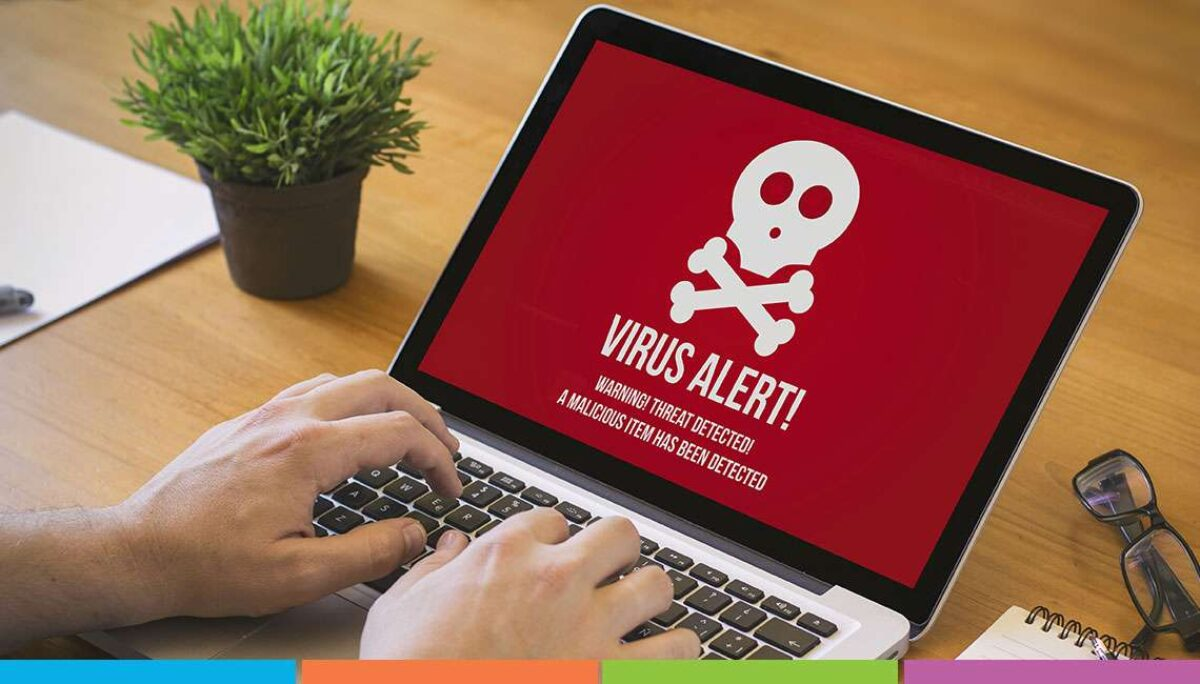 VIRUS ALERT!
WARNING! THREAT DETECTED!
A MALICIOUS ITEM HAS BEEN DETECTED
Q
W
E
A
S
R
Z